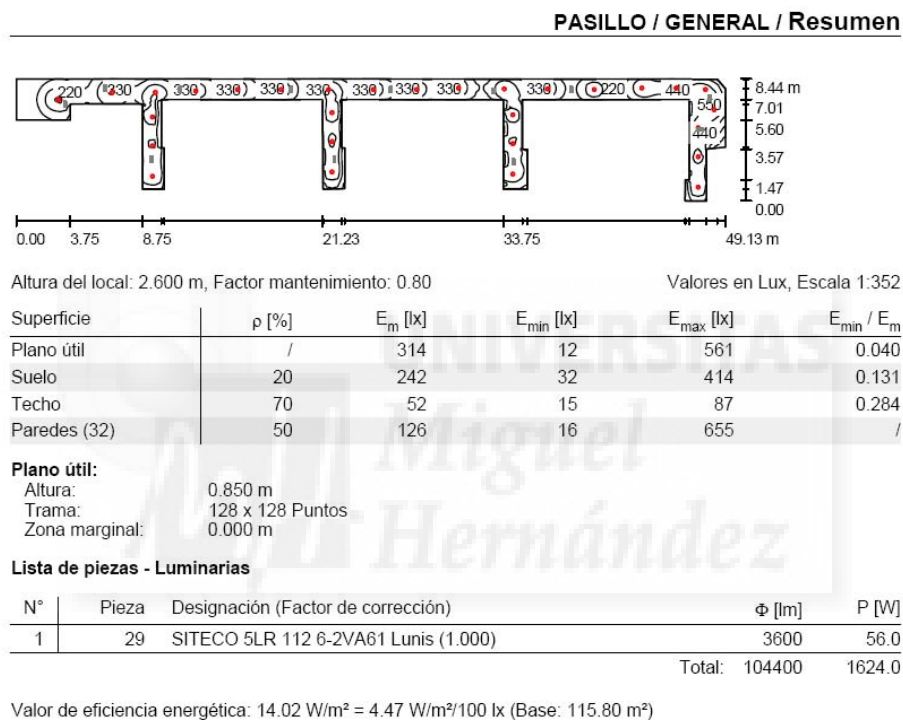 PASILLO / GENERAL / Resumen
220 330 330 330 330 330 330 330 330 330 220 440
550
440
8.44 m
7.01
5.60
3.57
1.47
0.00
0.00 3.75 8.75 21.23 33.75 49.13 m
Altura del local: 2.600 m, Factor mantenimiento: 0.80 Valores en Lux, Escala 1:352
Superficie ρ [%] Em [lx] Emin [lx] Emax [lx] Emin / Em
Plano útil / 314 12 561 0.040
Suelo 20 242 32 414 0.131
Techo 70 52 15 87 0.284
Paredes (32) 50 126 16 655 /
UNIVERSITAS
Miguel
Hernández
Plano útil:
Altura: 0.850 m
Trama: 128 x 128 Puntos
Zona marginal: 0.000 m
Lista de piezas - Luminarias
N° Pieza Designación (Factor de corrección) Φ [lm] P [W]
1 29 SITECO 5LR 112 6-2VA61 Lunis (1.000) 3600 56.0
Total: 104400 1624.0
Valor de eficiencia energética: 14.02 W/m² = 4.47 W/m²/100 lx (Base: 115.80 m²)